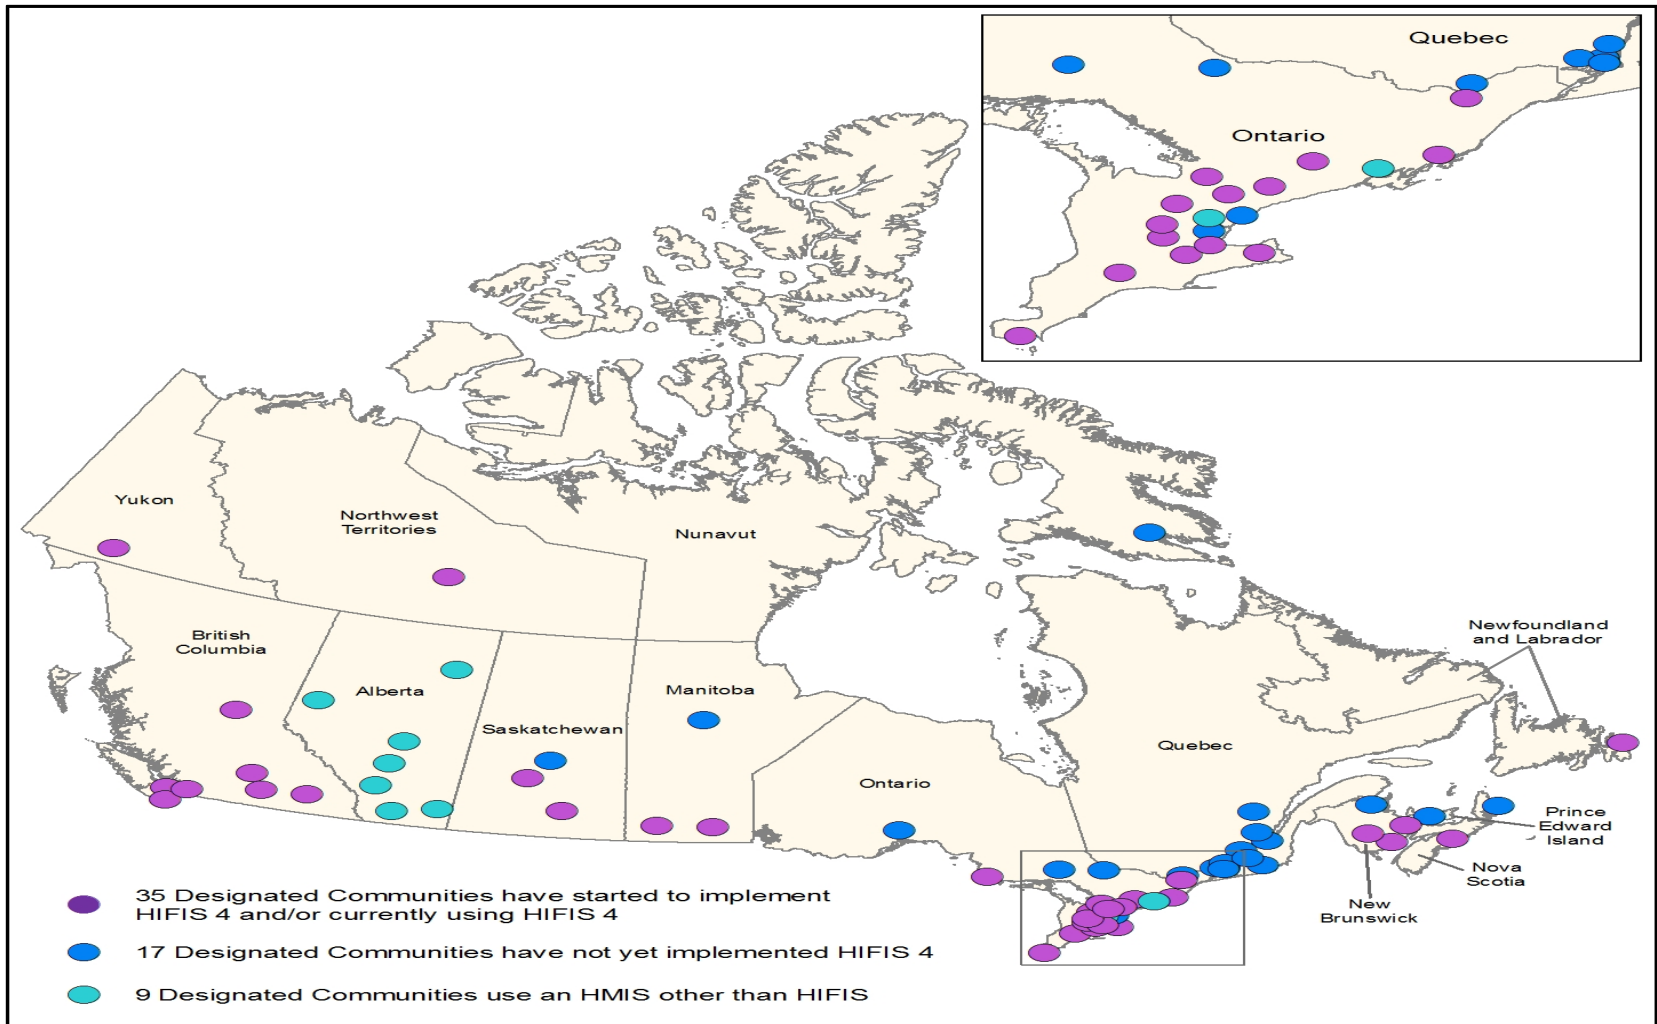 Quebec
Ontario
Yukon
Northwest
Territories
Nunavut
British
Columbia
Alberta
Saskatchewan
Manitoba
Ontario
Quebec
Newfoundland
and Labrador
Prince
Edward
Island
Nova
Scotia
New
Brunswick
35 Designated Communities have started to implement
HIFIS 4 and/or currently using HIFIS 4
17 Designated Communities have not yet implemented HIFIS 4
9 Designated Communities use an HMIS other than HIFIS